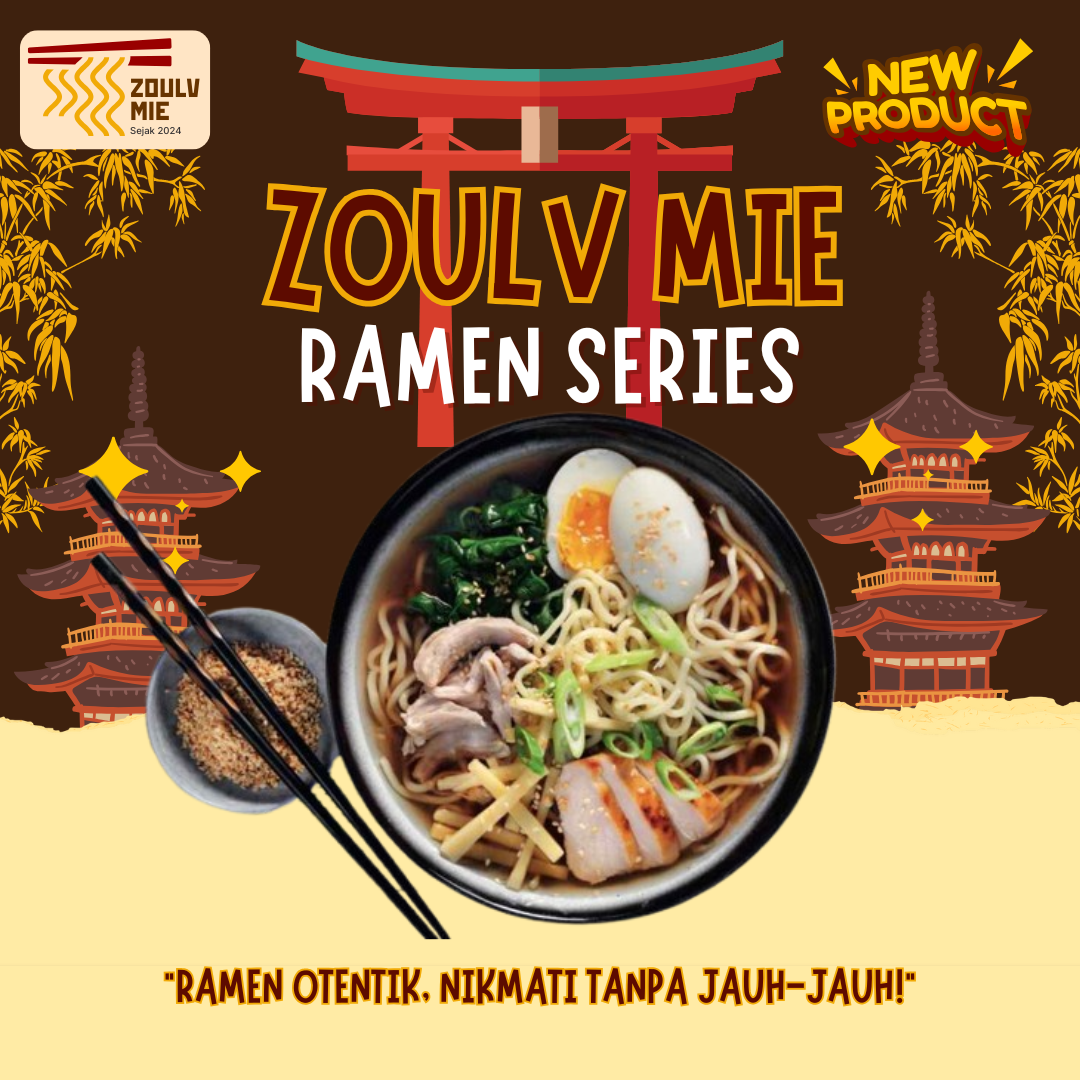 ZOULV
MIE
Sejak 2024
NEW
PRODUCT
ZOULV MIE
RAMEN SERIES
"RAMEN OTENTIK, NIKMATI TANPA JAUH-JAUH!"